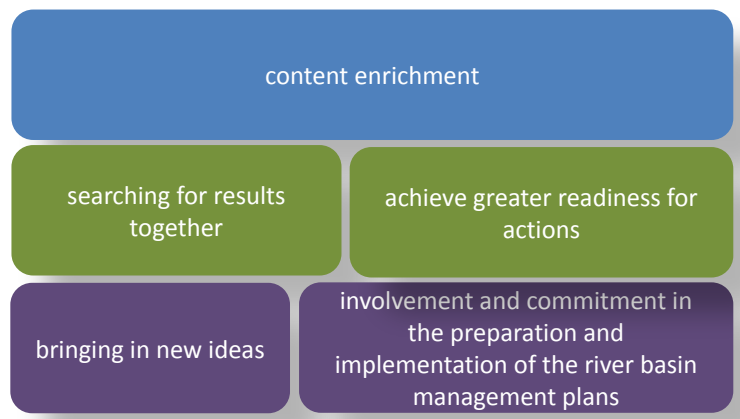 content enrichment
searching for results
together
achieve greater readiness for
actions
bringing in new ideas
involvement and commitment in
the preparation and
implementation of the river basin
management plans